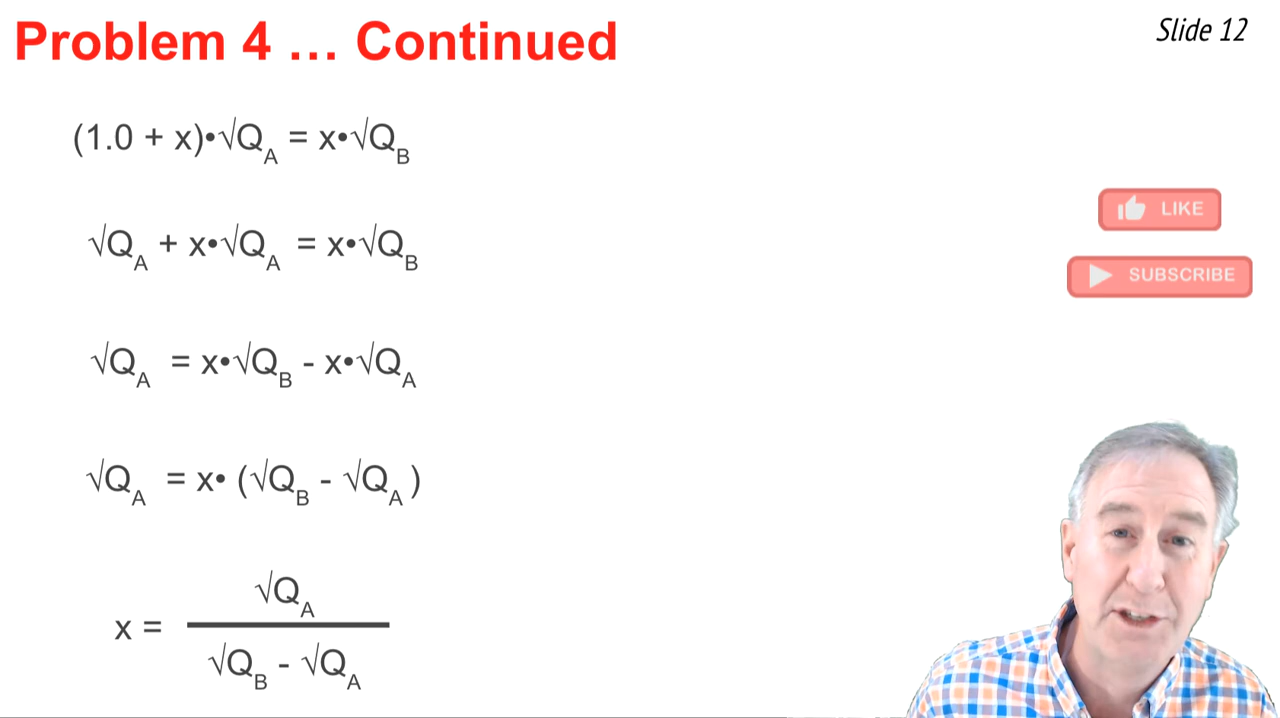 Problem 4 … Continued
Slide 12
(1.0 + x)•√Q_A = x•√Q_B
LIKE
√Q_A + x•√Q_A = x•√Q_B
SUBSCRIBE
√Q_A = x•√Q_B - x•√Q_A
√Q_A = x• (√Q_B - √Q_A )
√Q_A
x =
√Q_B - √Q_A